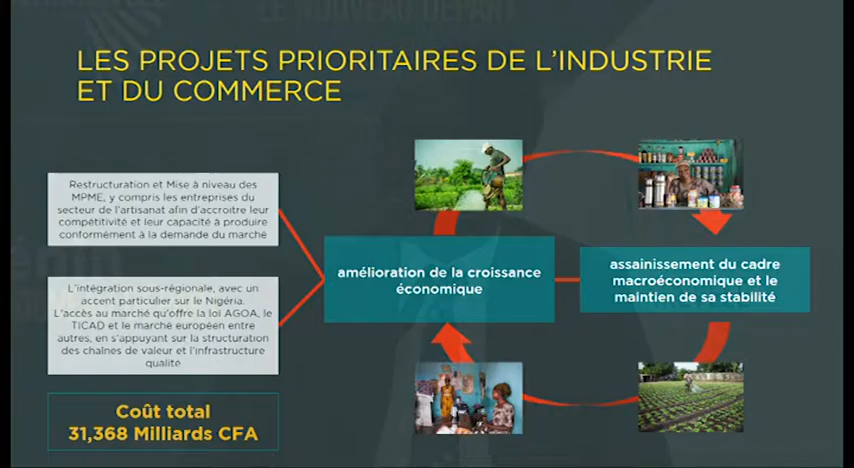 LE NOUVEAU DÉPART
LES PROJETS PRIORITAIRES DE L'INDUSTRIE
ET DU COMMERCE
Restructuration et Mise à niveau des
MPME, y compris les entreprises du
secteur de l'artisanat afin d'accroitre leur
compétitivité et leur capacité à produire
conformément à la demande du marché
L'intégration sous-régionale, avec un
accent particulier sur le Nigéria.
L'accès au marché qu'offre la loi AGOA, le
TICAD et le marché européen entre
autres, en s'appuyant sur la structuration
des chaînes de valeur et l'infrastructure
qualité
Coût total
31,368 Milliards CFA
amélioration de la croissance
économique
assainissement du cadre
macroéconomique et le
maintien de sa stabilité